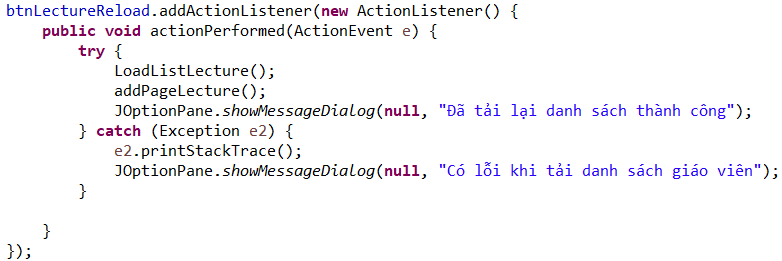 btnLectureReload.addActionListener(new ActionListener() {
    public void actionPerformed(ActionEvent e) {
        try {
            LoadListLecture();
            addPageLecture();
            JOptionPane.showMessageDialog(null, "Đã tải lại danh sách thành công");
        } catch (Exception e2) {
            e2.printStackTrace();
            JOptionPane.showMessageDialog(null, "Có lỗi khi tải danh sách giáo viên");
        }

    }
});